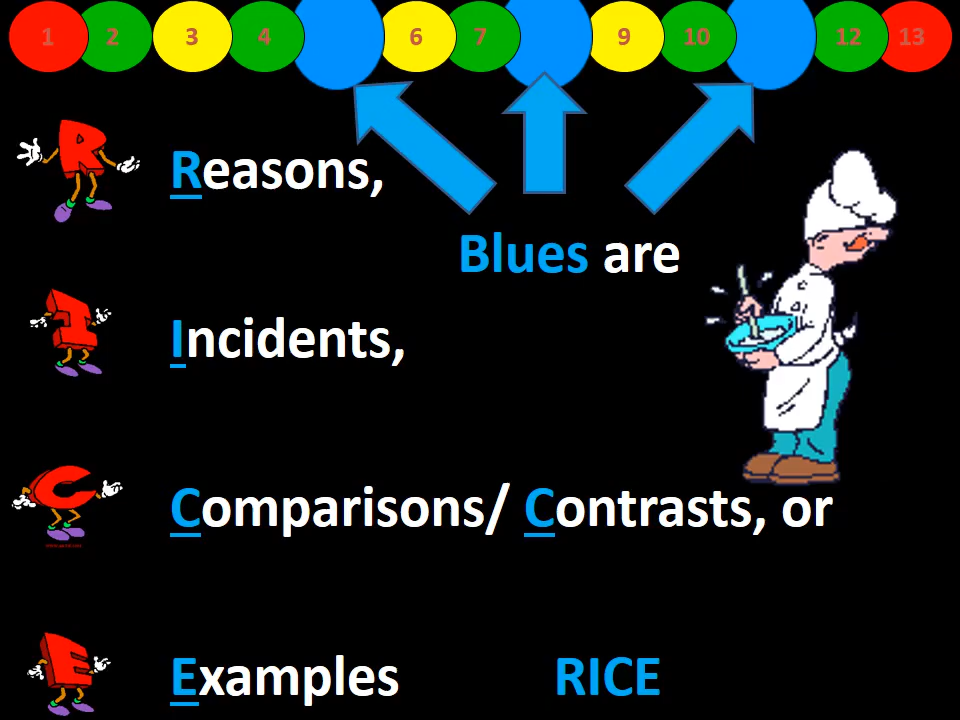 1 2 3 4 6 7 9 10 12 13
Reasons,
Blues are
Incidents,
Comparisons/ Contrasts, or
Examples RICE